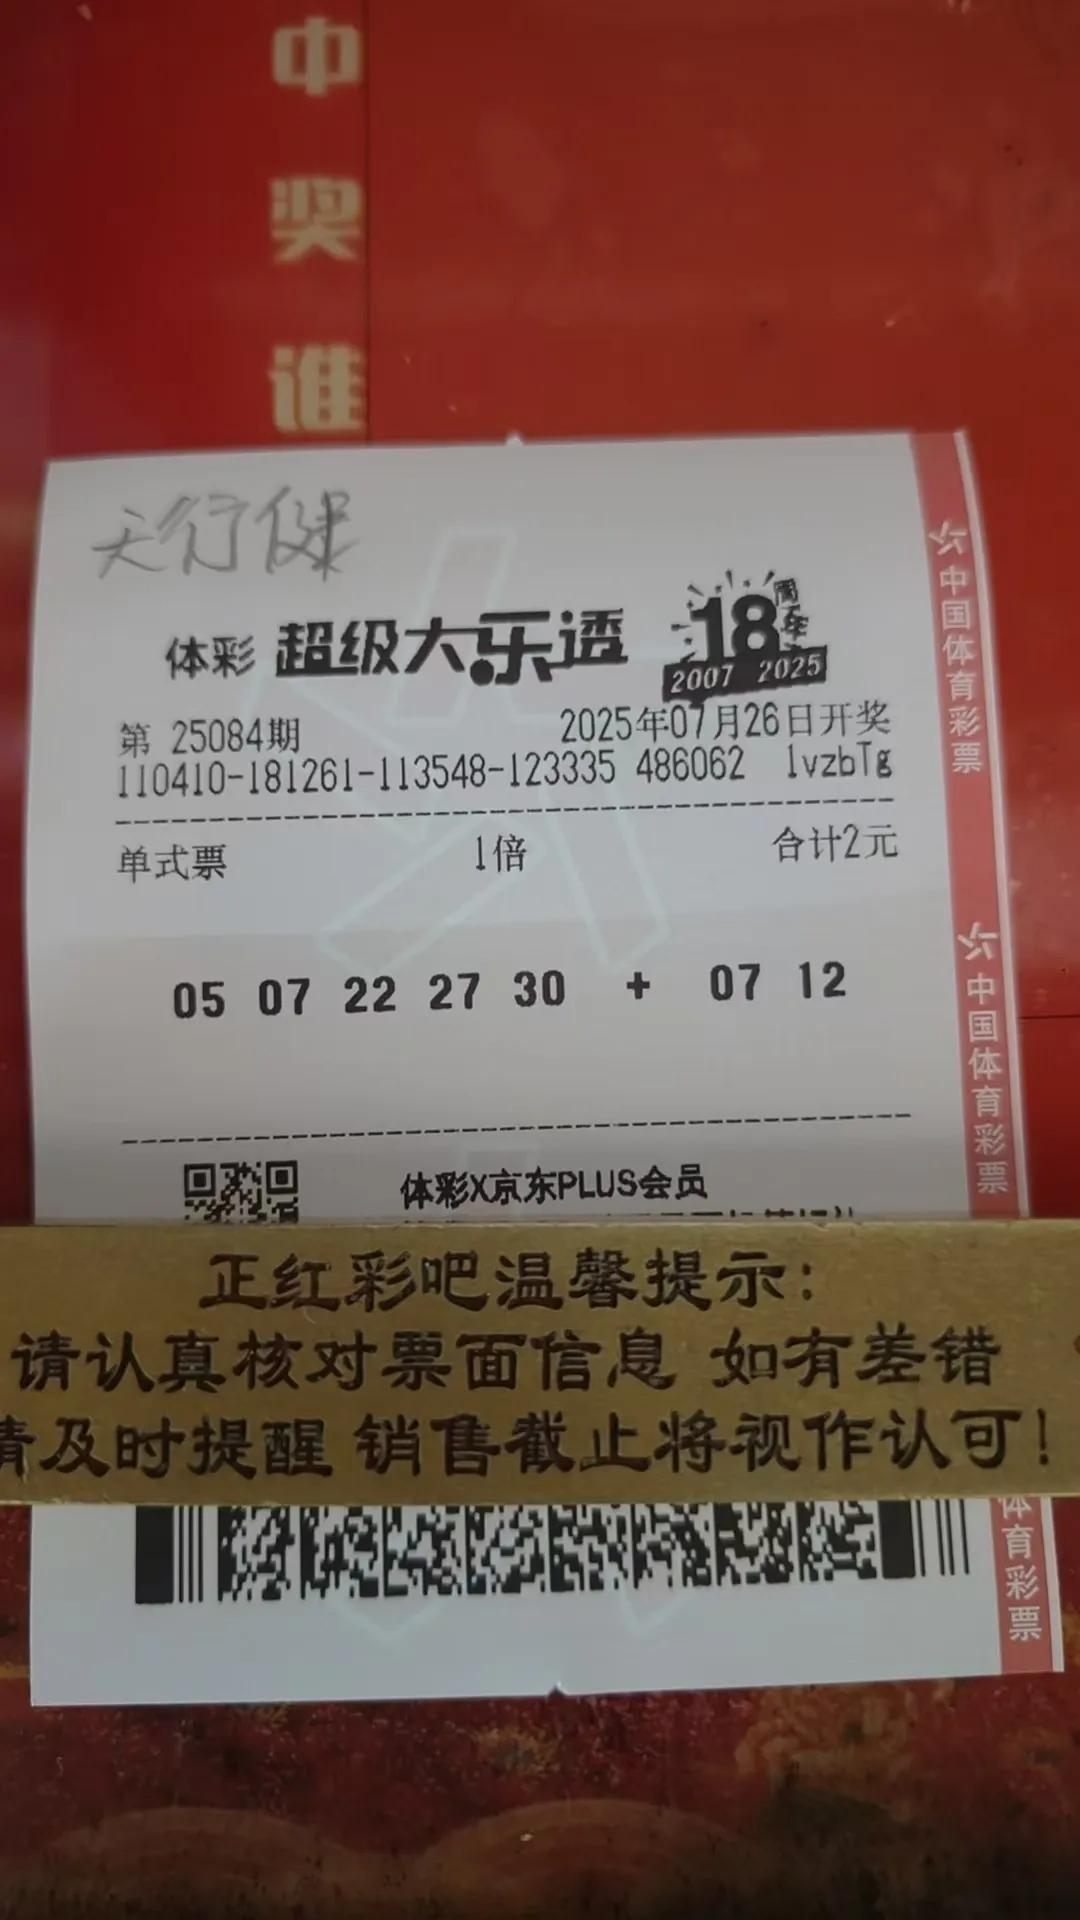 中
奖
谁
天行健
体彩 超级大乐透 18周年
2007 2025
第 25084期 2025年07月26日开奖
110410-181261-113548-123335 486062 1vzbTg
单式票 1倍 合计2元
05 07 22 27 30 + 07 12
体彩X京东PLUS会员
正红彩吧温馨提示:
请认真核对票面信息 如有差错
请及时提醒 销售截止将视作认可!
中国体育彩票
中国体育彩票
体育彩票